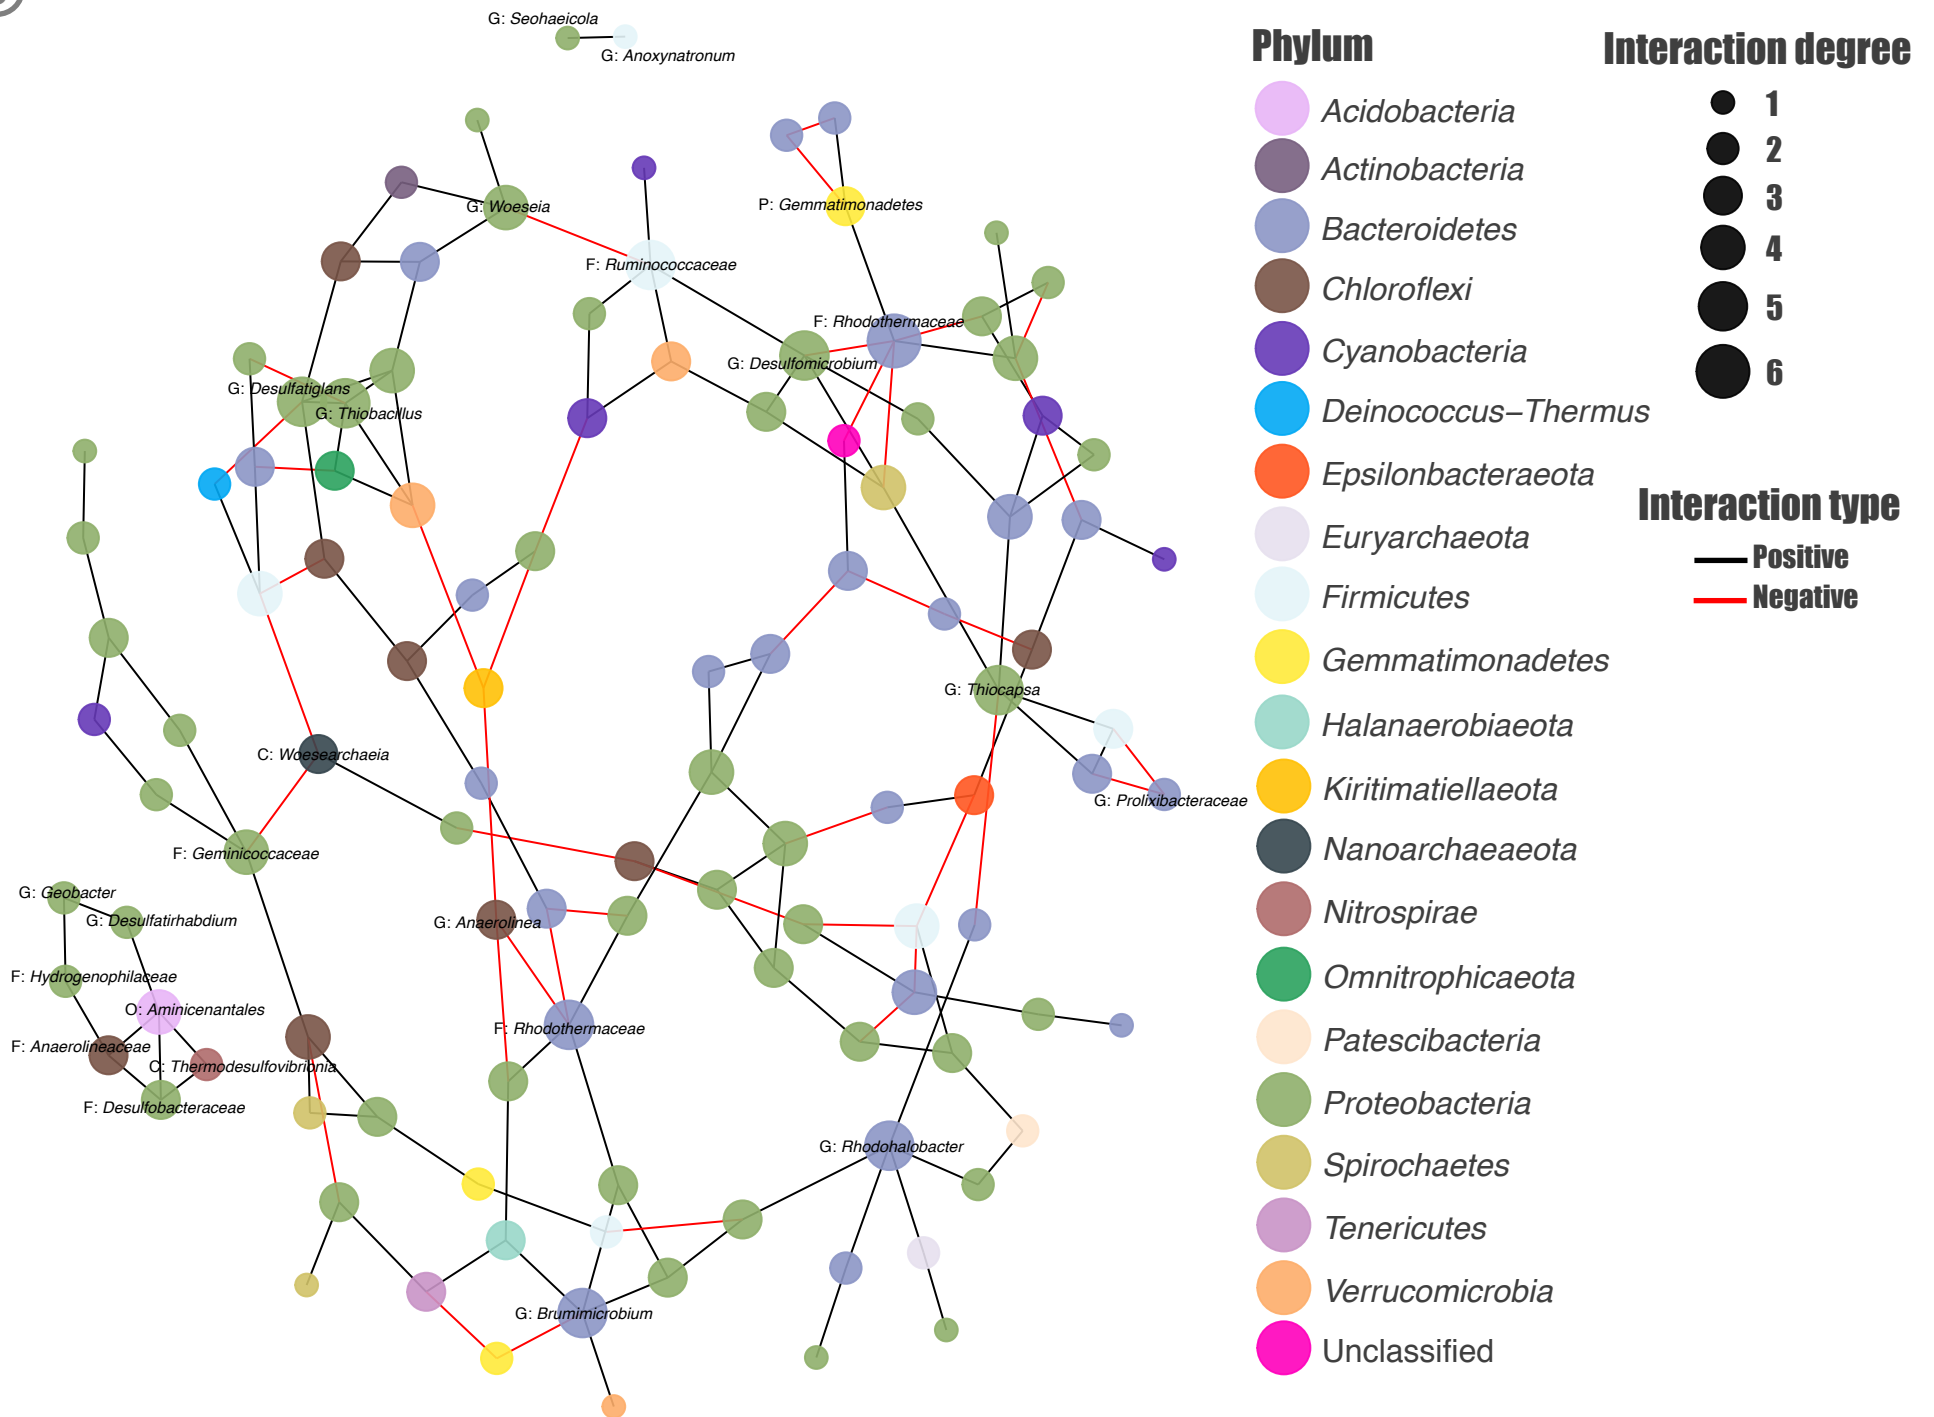 G: Seohaeicola
G: Anoxynatronum
G: Woeseia
P: Gemmatimonadetes
F: Ruminococcaceae
F: Rhodothermaceae
G: Desulfomicrobium
G: Desulfatiglans
G: Thiobacillus
G: Thiocapsa
C: Woesearchaeia
G: Prolixibacteraceae
F: Geminicoccaceae
G: Geobacter
G: Desulfatirhabdium
G: Anaerolinea
F: Hydrogenophilaceae
O: Aminicenantales
F: Rhodothermaceae
F: Anaerolineaceae
C: Thermodesulfovibrionia
F: Desulfobacteraceae
G: Rhodohalobacter
G: Brumimicrobium
Phylum
Acidobacteria
Actinobacteria
Bacteroidetes
Chloroflexi
Cyanobacteria
Deinococcus–Thermus
Epsilonbacteraeota
Euryarchaeota
Firmicutes
Gemmatimonadetes
Halanaerobiaeota
Kiritimatiellaeota
Nanoarchaeaeota
Nitrospirae
Omnitrophicaeota
Patescibacteria
Proteobacteria
Spirochaetes
Tenericutes
Verrucomicrobia
Unclassified
Interaction degree
1
2
3
4
5
6
Interaction type
Positive
Negative